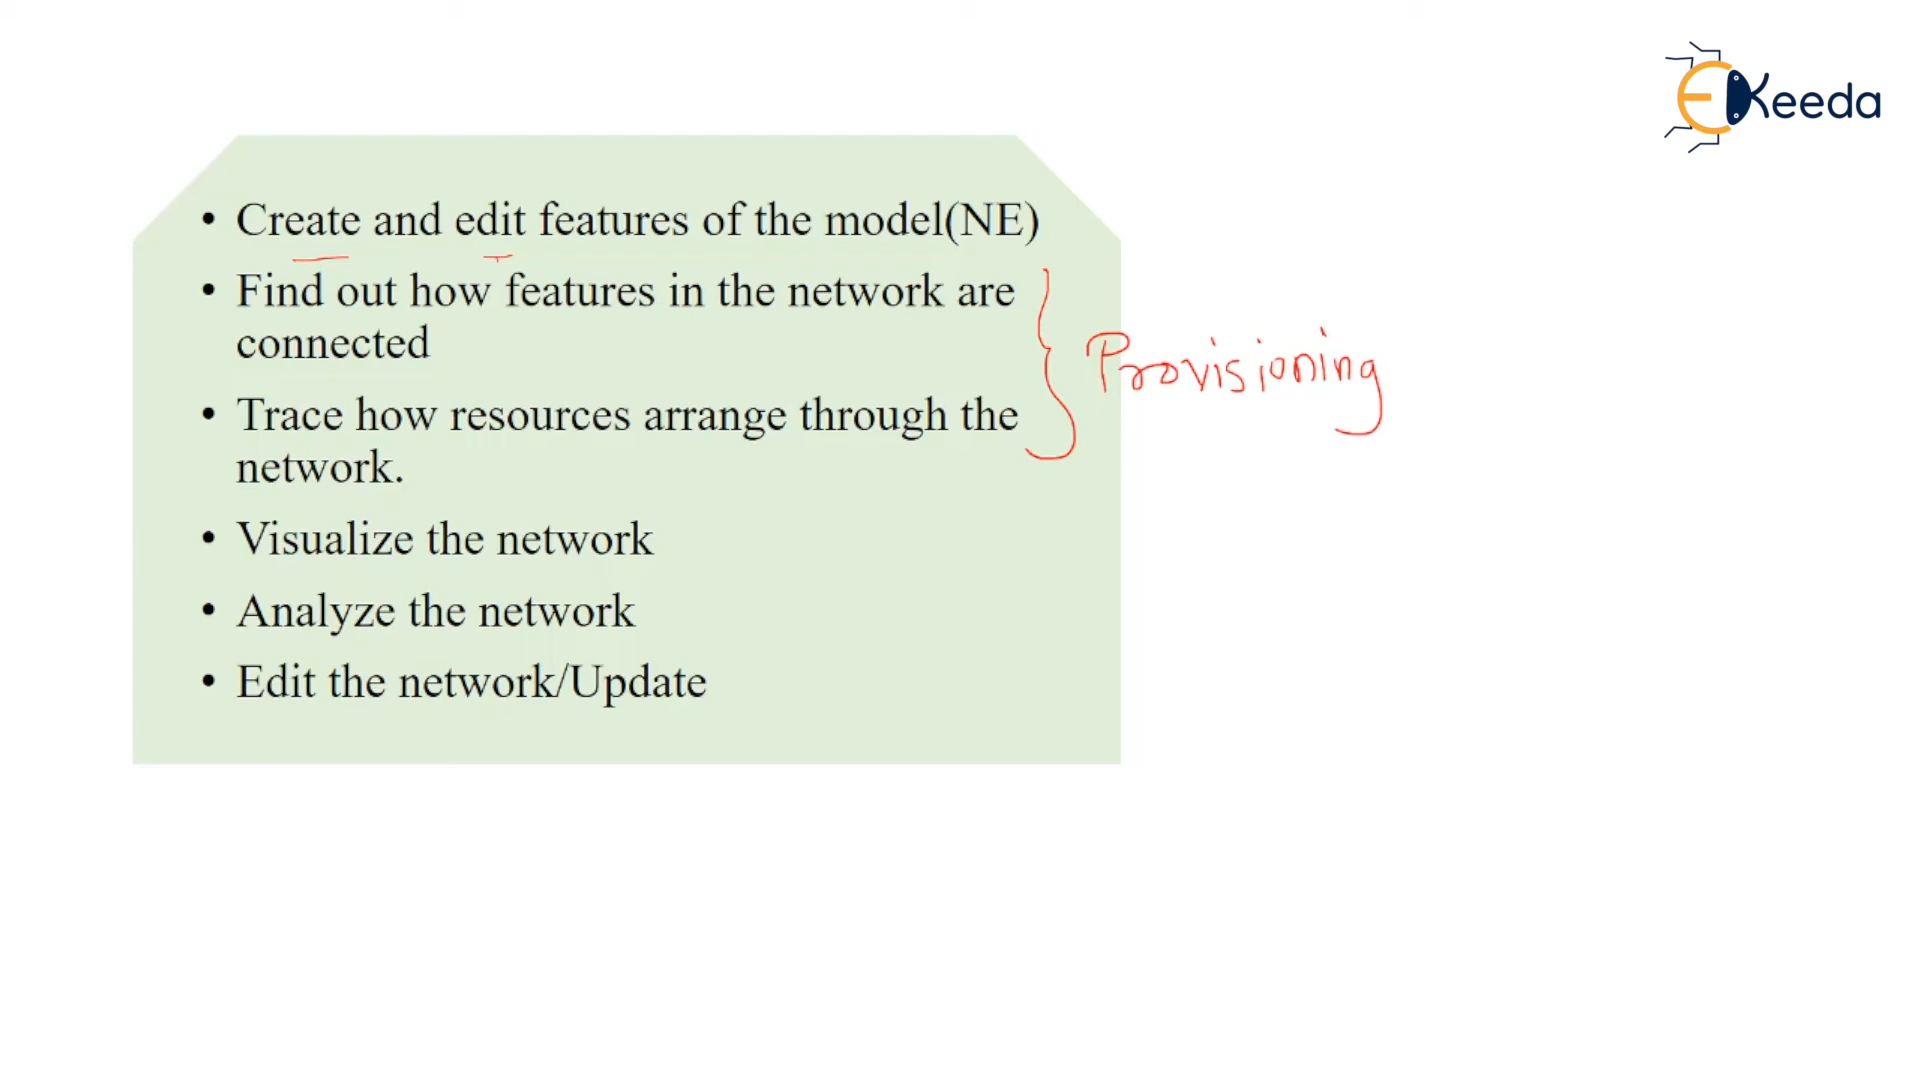 EKeeda
• Create and edit features of the model(NE)
• Find out how features in the network are
connected
• Trace how resources arrange through the
network.
Provisioning
• Visualize the network
• Analyze the network
• Edit the network/Update